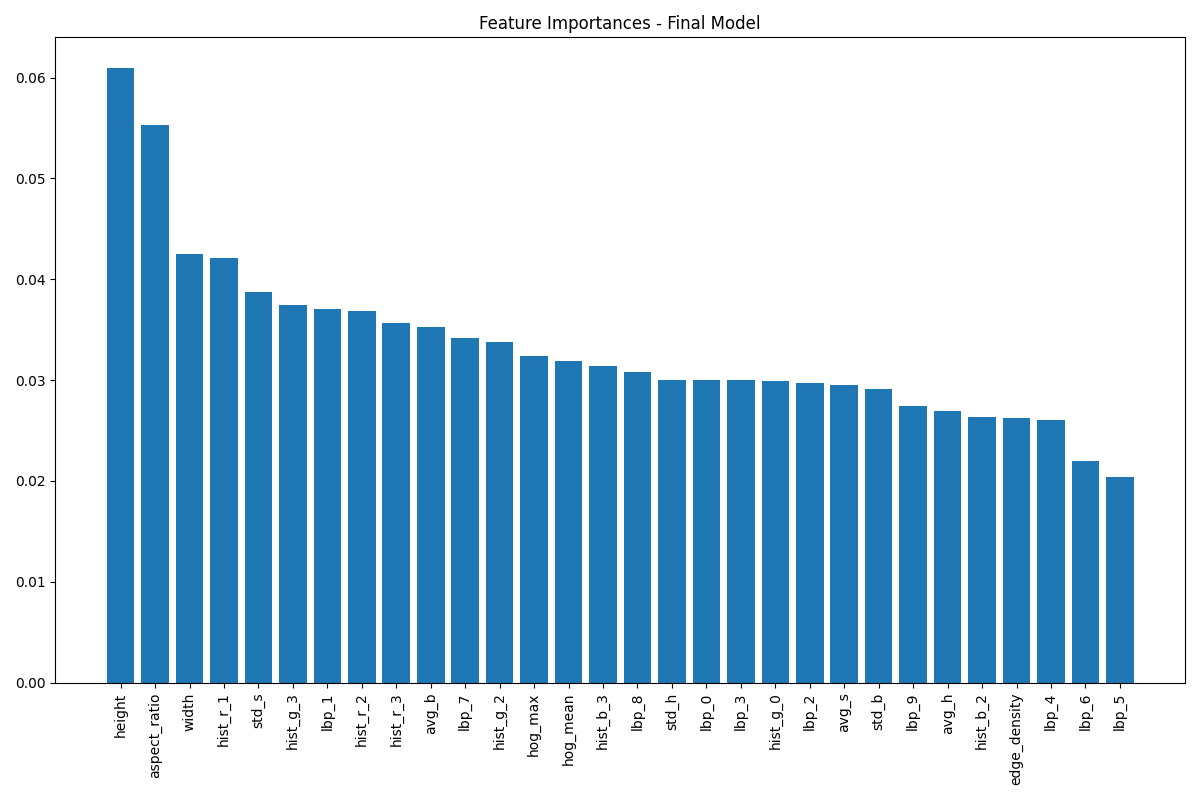 Feature Importances - Final Model
0.06
0.05
0.04
0.03
0.02
0.01
0.00
height
aspect_ratio
width
hist_r_1
std_s
hist_g_3
lbp_1
hist_r_2
hist_r_3
avg_b
lbp_7
hist_g_2
hog_max
hog_mean
hist_b_3
lbp_8
std_h
lbp_0
lbp_3
hist_g_0
lbp_2
avg_s
std_b
lbp_9
avg_h
hist_b_2
edge_density
lbp_4
lbp_6
lbp_5